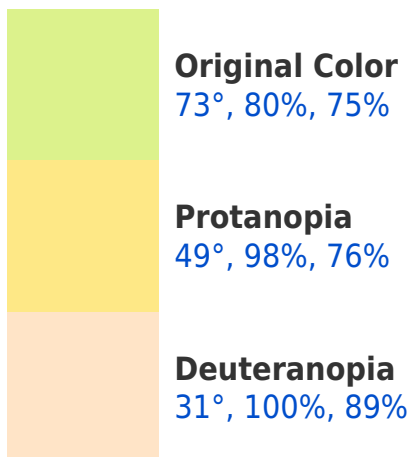 Original Color
73°, 80%, 75%
Protanopia
49°, 98%, 76%
Deuteranopia
31°, 100%, 89%